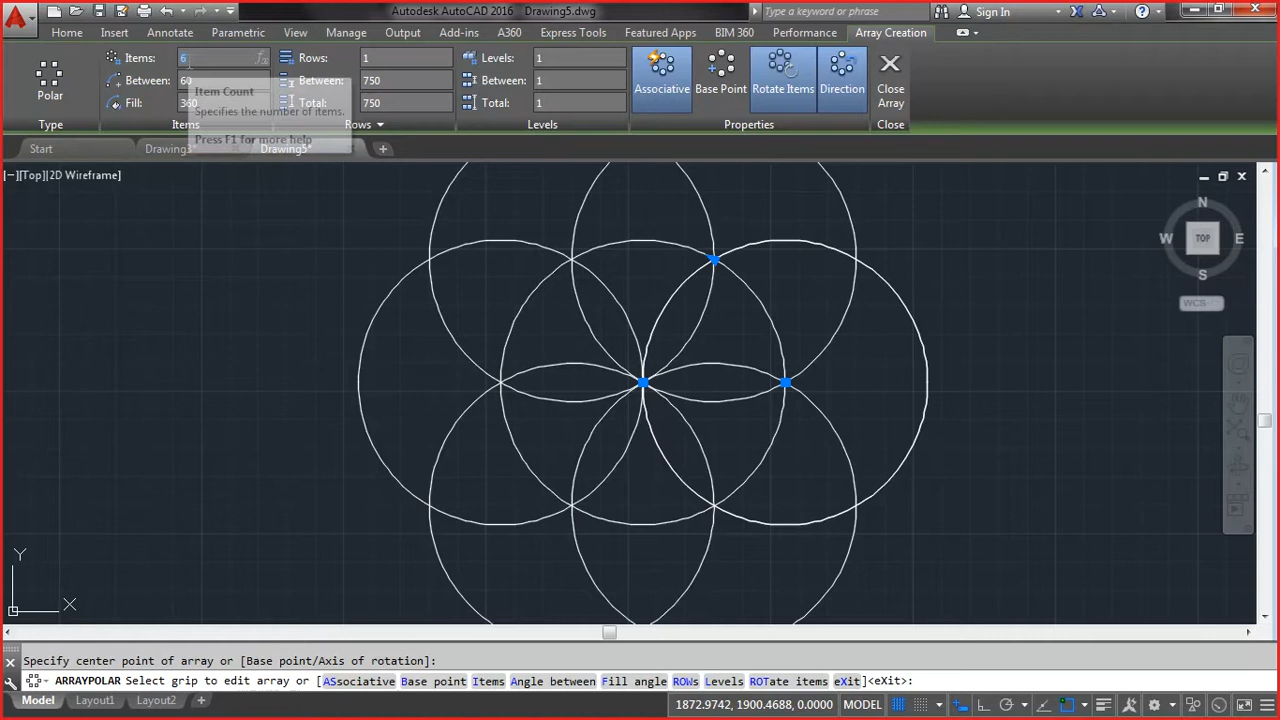 Autodesk AutoCAD 2016 Drawing5.dwg
Type a keyword or phrase
Sign In
Home Insert Annotate Parametric View Manage Output Add-ins A360 Express Tools Featured Apps BIM 360 Performance Array Creation
Items: 6 Rows: 1 Levels: 1
Between: 60 Between: 750 Between: 1
Fill: 360 Total: 750 Total: 1
Polar
Associative Base Point Rotate Items Direction Close Array
Type Items Rows Levels Properties Close
Item Count
Specifies the number of items.
Press F1 for more help
Start Drawing3* Drawing5*
[−][Top][2D Wireframe]
N
W TOP E
S
WCS
Y
X
Specify center point of array or [Base point/Axis of rotation]:
ARRAYPOLAR Select grip to edit array or [ASsociative Base point Items Angle between Fill angle ROWs Levels ROTate items eXit]<eXit>:
Model Layout1 Layout2 1872.9742, 1900.4688, 0.0000 MODEL